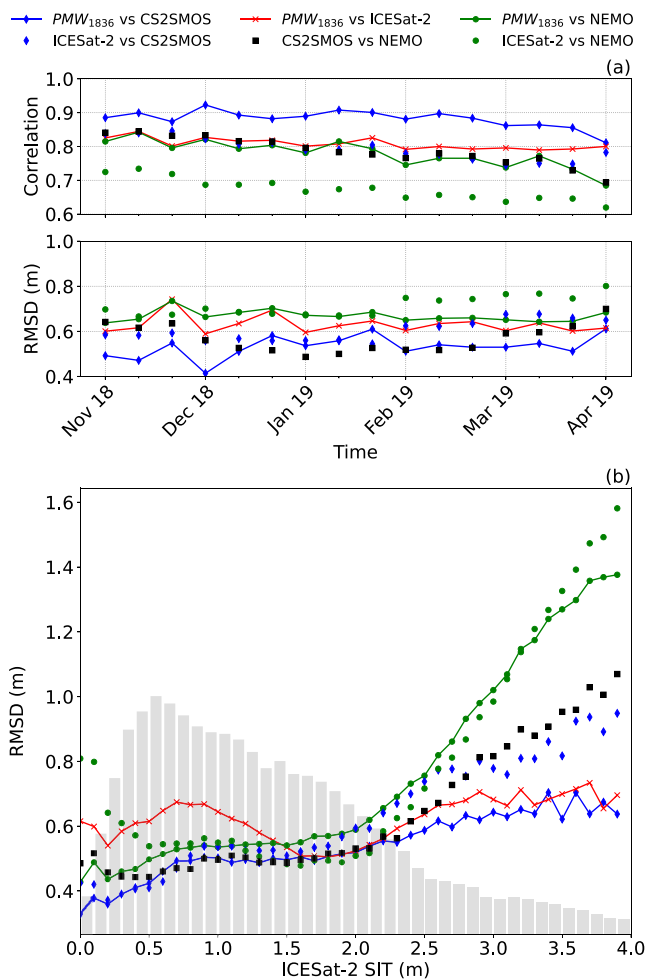 PMW1836 vs CS2SMOS PMW1836 vs ICESat-2 PMW1836 vs NEMO
ICESat-2 vs CS2SMOS CS2SMOS vs NEMO ICESat-2 vs NEMO
(a)
1.0
0.9
0.8
0.7
0.6
Correlation
1.0
0.8
0.6
0.4
RMSD (m)
Nov 18 Dec 18 Jan 19 Feb 19 Mar 19 Apr 19
Time
(b)
1.6
1.4
1.2
1.0
0.8
0.6
0.4
RMSD (m)
0.0 0.5 1.0 1.5 2.0 2.5 3.0 3.5 4.0
ICESat-2 SIT (m)